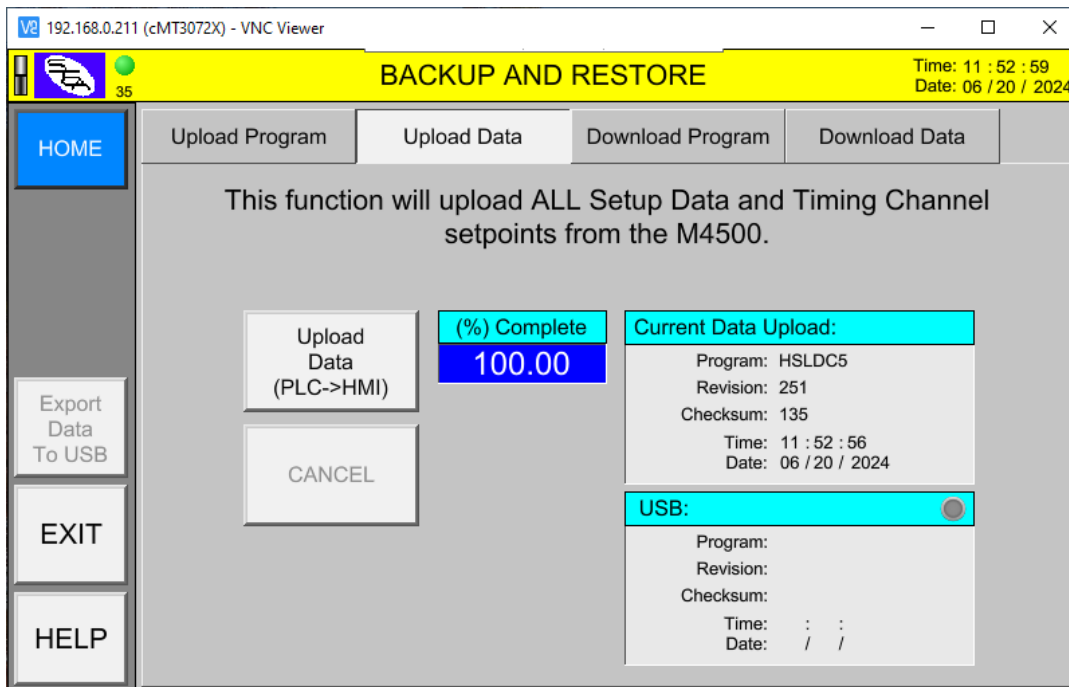 192.168.0.211 (cMT3072X) - VNC Viewer
35
BACKUP AND RESTORE
Time: 11 : 52 : 59
Date: 06 / 20 / 2024
HOME
Upload Program
Upload Data
Download Program
Download Data
This function will upload ALL Setup Data and Timing Channel
setpoints from the M4500.
Upload
Data
(PLC->HMI)
(%) Complete
100.00
Current Data Upload:
Program: HSLDC5
Revision: 251
Checksum: 135
Time: 11 : 52 : 56
Date: 06 / 20 / 2024
Export
Data
To USB
CANCEL
USB:
Program:
Revision:
Checksum:
Time: : :
Date: / /
EXIT
HELP